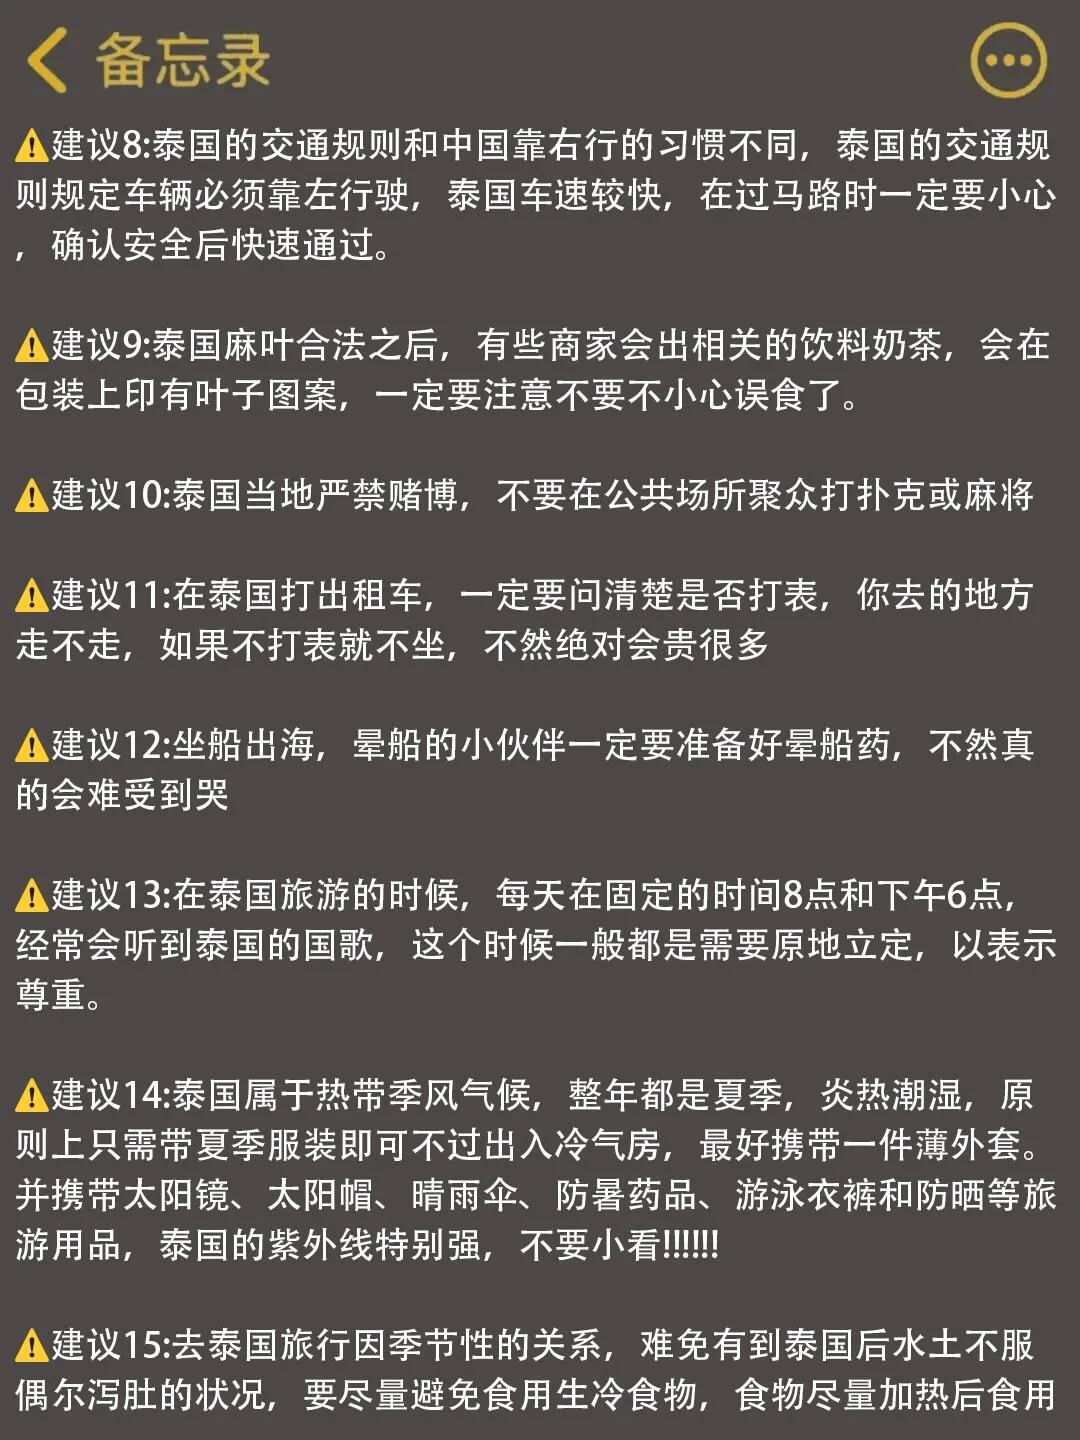 备忘录
⚠️建议8:泰国的交通规则和中国靠右行的习惯不同，泰国的交通规
则规定车辆必须靠左行驶，泰国车速较快，在过马路时一定要小心
，确认安全后快速通过。
⚠️建议9:泰国麻叶合法之后，有些商家会出相关的饮料奶茶，会在
包装上印有叶子图案，一定要注意不要不小心误食了。
⚠️建议10:泰国当地严禁赌博，不要在公共场所聚众打扑克或麻将
⚠️建议11:在泰国打出租车，一定要问清楚是否打表，你去的地方
走不走，如果不打表就不坐，不然绝对会贵很多
⚠️建议12:坐船出海，晕船的小伙伴一定要准备好晕船药，不然真
的会难受到哭
⚠️建议13:在泰国旅游的时候，每天在固定的时间8点和下午6点，
经常会听到泰国的国歌，这个时候一般都是需要原地立定，以表示
尊重。
⚠️建议14:泰国属于热带季风气候，整年都是夏季，炎热潮湿，原
则上只需带夏季服装即可不过出入冷气房，最好携带一件薄外套。
并携带太阳镜、太阳帽、晴雨伞、防暑药品、游泳衣裤和防晒等旅
游用品，泰国的紫外线特别强，不要小看!!!!!!
⚠️建议15:去泰国旅行因季节性的关系，难免有到泰国后水土不服
偶尔泻肚的状况，要尽量避免食用生冷食物，食物尽量加热后食用